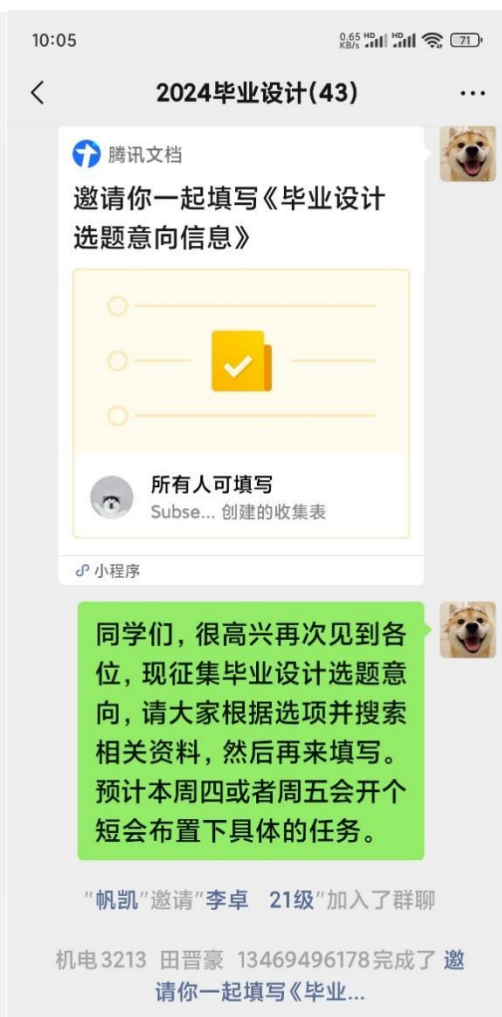 10:05
0.65 KB/s HD HD 71
2024毕业设计(43)
腾讯文档
邀请你一起填写《毕业设计
选题意向信息》
所有人可填写
Subse... 创建的收集表
小程序
同学们，很高兴再次见到各
位，现征集毕业设计选题意
向，请大家根据选项并搜索
相关资料，然后再来填写。
预计本周四或者周五会开个
短会布置下具体的任务。
"帆凯"邀请"李卓 21级"加入了群聊
机电3213 田晋豪 13469496178完成了 邀
请你一起填写《毕业...